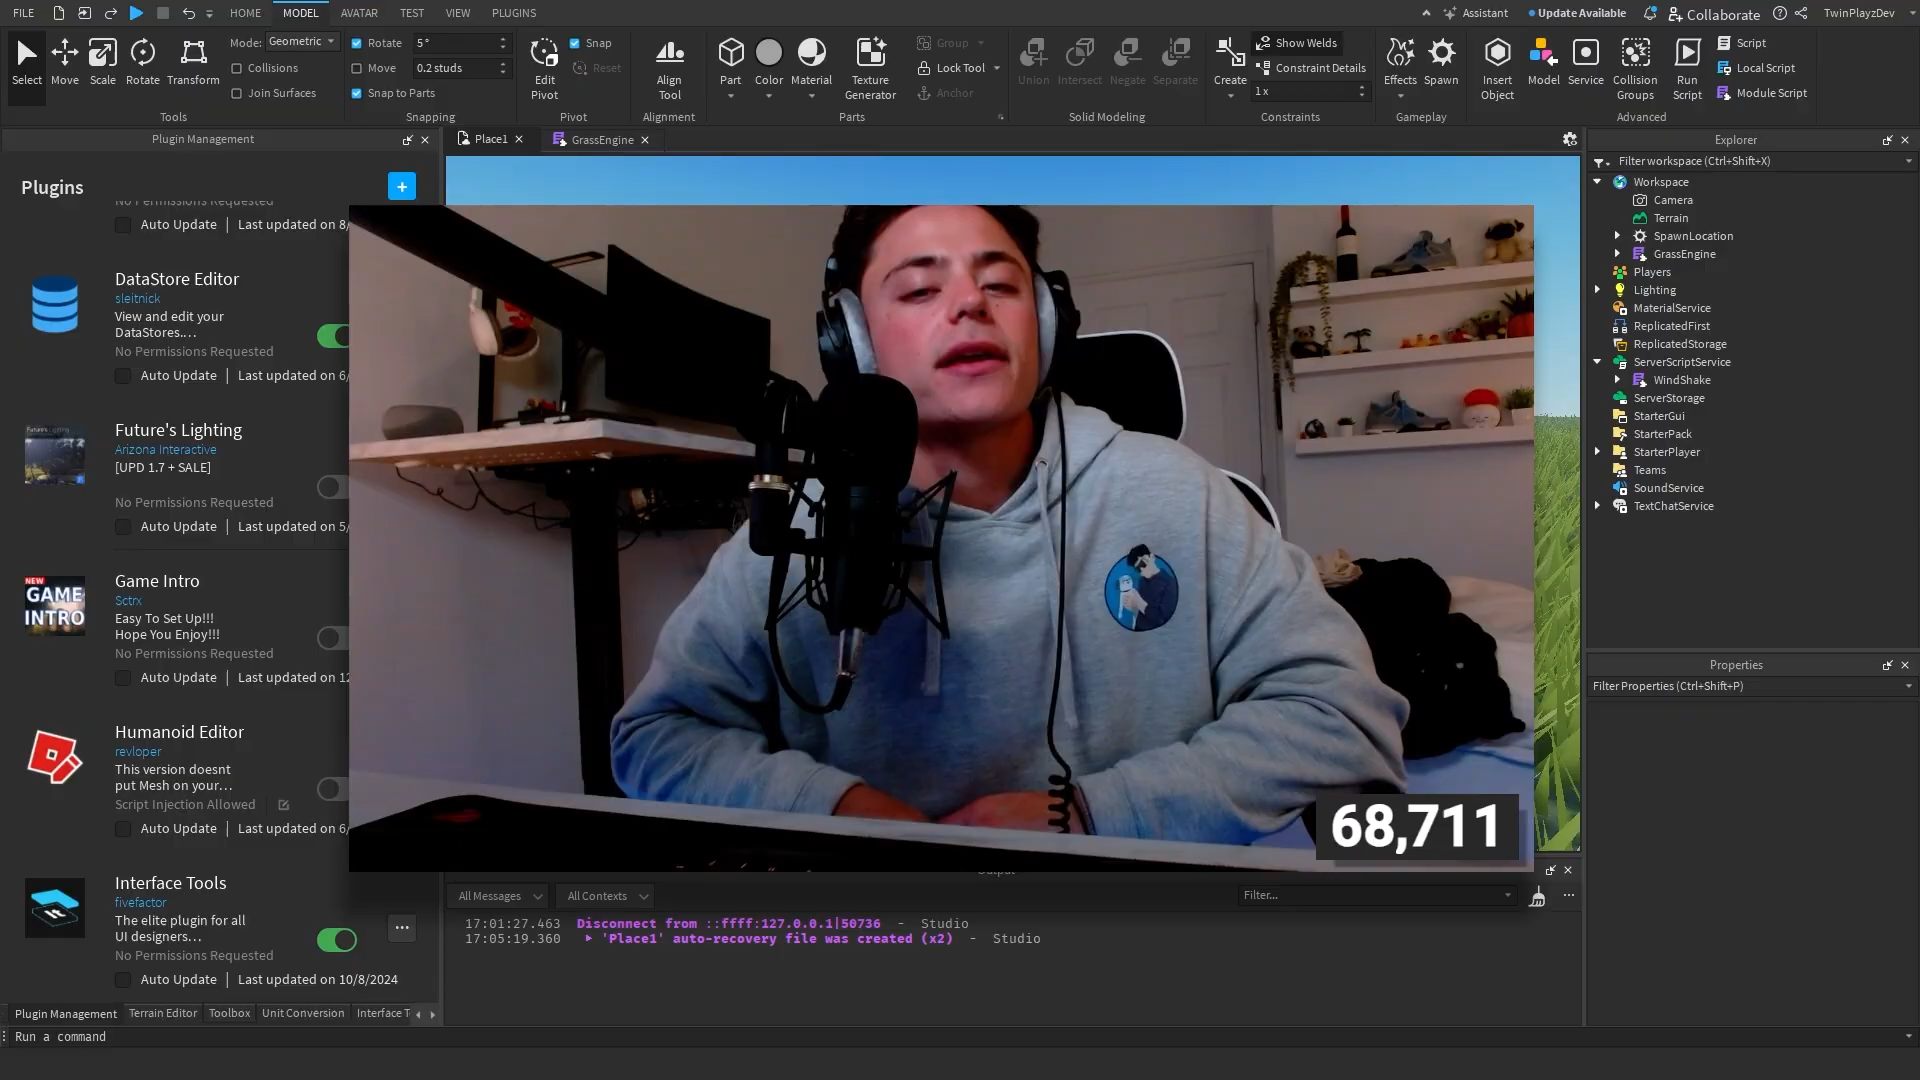 FILE
HOME
MODEL
AVATAR
TEST
VIEW
PLUGINS
Assistant
Update Available
Collaborate
TwinPlayzDev
Select
Move
Scale
Rotate
Transform
Mode: Geometric
Collisions
Join Surfaces
Tools
Rotate 5°
Move 0.2 studs
Snap to Parts
Snapping
Edit
Pivot
Snap
Reset
Pivot
Align
Tool
Alignment
Part
Color
Material
Texture
Generator
Group
Lock Tool
Anchor
Parts
Union
Intersect
Negate
Separate
Solid Modeling
Create
Show Welds
Constraint Details
1 x
Constraints
Effects
Spawn
Gameplay
Insert
Object
Model
Service
Collision
Groups
Run
Script
Script
Local Script
Module Script
Advanced
Plugin Management
Place1
GrassEngine
Plugins
No Permissions Requested
Auto Update | Last updated on 8/
DataStore Editor
sleitnick
View and edit your
DataStores....
No Permissions Requested
Auto Update | Last updated on 6/
Future's Lighting
Arizona Interactive
[UPD 1.7 + SALE]
No Permissions Requested
Auto Update | Last updated on 5/
NEW
GAME
INTRO
Game Intro
Sctrx
Easy To Set Up!!!
Hope You Enjoy!!!
No Permissions Requested
Auto Update | Last updated on 12
Humanoid Editor
revloper
This version doesnt
put Mesh on your...
Script Injection Allowed
Auto Update | Last updated on 6/
Interface Tools
fivefactor
The elite plugin for all
UI designers...
No Permissions Requested
Auto Update | Last updated on 10/8/2024
Plugin Management
Terrain Editor
Toolbox
Unit Conversion
Interface T
Run a command
68,711
Output
All Messages
All Contexts
Filter...
17:01:27.463 Disconnect from ::ffff:127.0.0.1|50736 - Studio
17:05:19.360 'Place1' auto-recovery file was created (x2) - Studio
Explorer
Filter workspace (Ctrl+Shift+X)
Workspace
Camera
Terrain
SpawnLocation
GrassEngine
Players
Lighting
MaterialService
ReplicatedFirst
ReplicatedStorage
ServerScriptService
WindShake
ServerStorage
StarterGui
StarterPack
StarterPlayer
Teams
SoundService
TextChatService
Properties
Filter Properties (Ctrl+Shift+P)